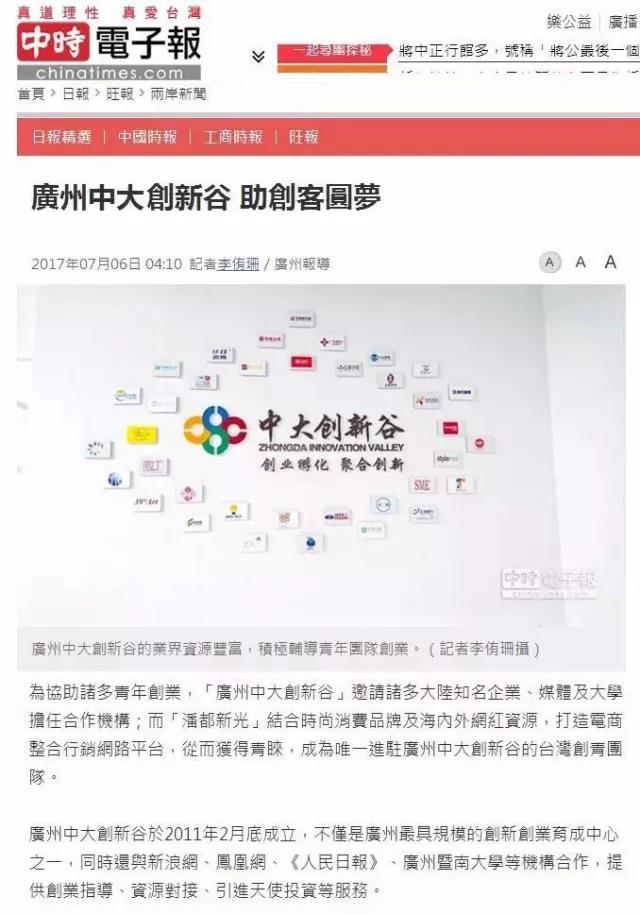 真道理性 真愛台灣
中時電子報
chinatimes.com
樂公益 | 廣播
一起尋幽探秘
將中正行館多，號稱「將公最後一個
首頁 > 日報 > 旺報 > 兩岸新聞
日報精選 | 中國時報 | 工商時報 | 旺報
廣州中大創新谷 助創客圓夢
2017年07月06日 04:10 記者李侑珊 / 廣州報導
A A A
中大创新谷
ZHONGDA INNOVATION VALLEY
创业孵化 聚合创新
style
SME
中時電子報
chinatimes.com
廣州中大創新谷的業界資源豐富，積極輔導青年團隊創業。（記者李侑珊攝）
為協助諸多青年創業，「廣州中大創新谷」邀請諸多大陸知名企業、媒體及大學
擔任合作機構；而「潘都新光」結合時尚消費品牌及海內外網紅資源，打造電商
整合行銷網路平台，從而獲得青睞，成為唯一進駐廣州中大創新谷的台灣創青團
隊。
廣州中大創新谷於2011年2月底成立，不僅是廣州最具規模的創新創業育成中心
之一，同時還與新浪網、鳳凰網、《人民日報》、廣州暨南大學等機構合作，提
供創業指導、資源對接、引進天使投資等服務。